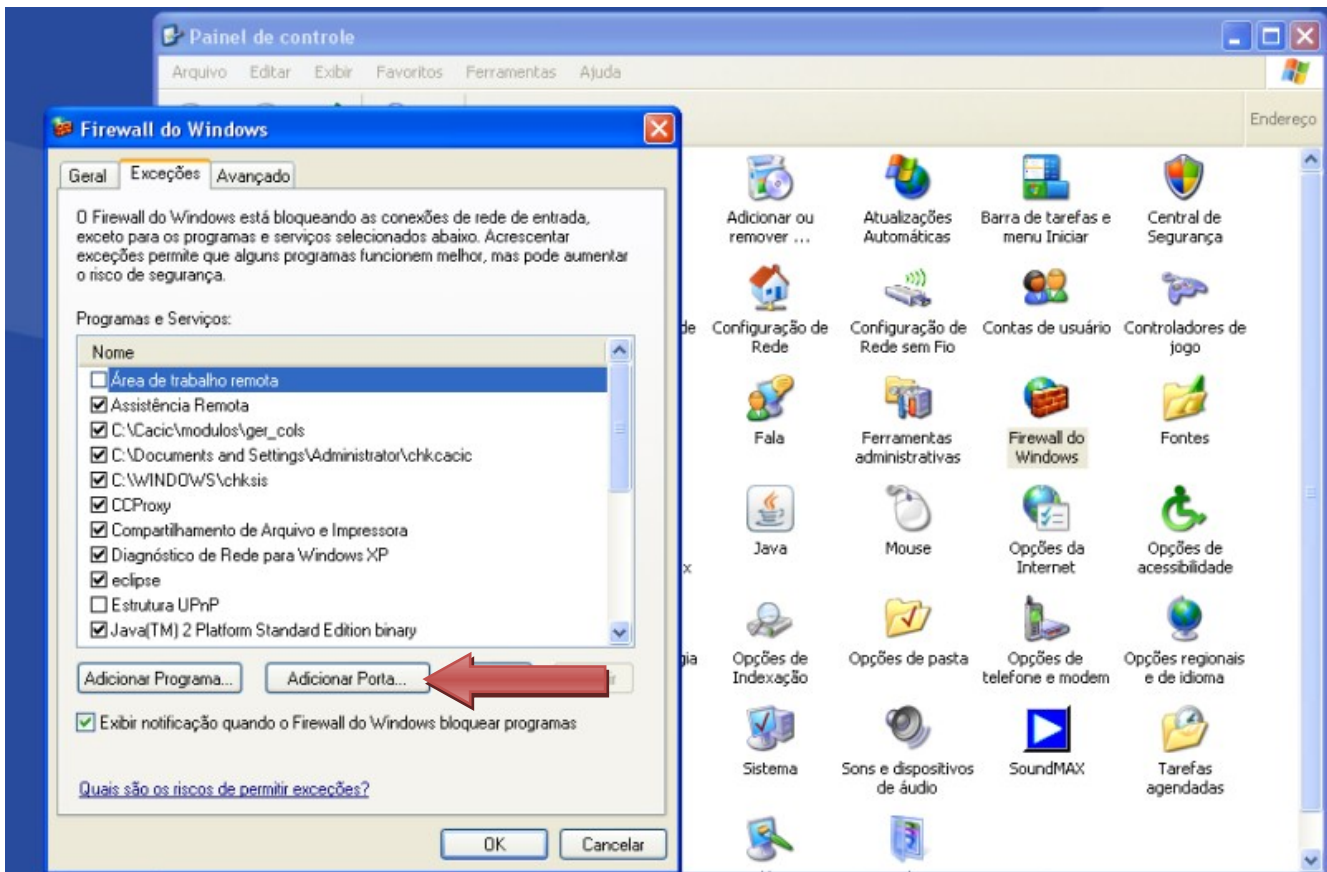 Painel de controle
Arquivo Editar Exibir Favoritos Ferramentas Ajuda
Endereço
Firewall do Windows
Geral Exceções Avançado
O Firewall do Windows está bloqueando as conexões de rede de entrada,
exceto para os programas e serviços selecionados abaixo. Acrescentar
exceções permite que alguns programas funcionem melhor, mas pode aumentar
o risco de segurança.
Programas e Serviços:
Nome
Área de trabalho remota
Assistência Remota
C:\Cacic\modulos\ger_cols
C:\Documents and Settings\Administrator\chkcacic
C:\WINDOWS\chksis
CCProxy
Compartilhamento de Arquivo e Impressora
Diagnóstico de Rede para Windows XP
eclipse
Estrutura UPnP
Java(TM) 2 Platform Standard Edition binary
Adicionar Programa... Adicionar Porta...
Exibir notificação quando o Firewall do Windows bloquear programas
Quais são os riscos de permitir exceções?
OK Cancelar
Adicionar ou
remover ...
Atualizações
Automáticas
Barra de tarefas e
menu Iniciar
Central de
Segurança
Configuração de
Rede
Configuração de
Rede sem Fio
Contas de usuário
Controladores de
jogo
Fala
Ferramentas
administrativas
Firewall do
Windows
Fontes
Java
Mouse
Opções da
Internet
Opções de
acessibilidade
Opções de
Indexação
Opções de pasta
Opções de
telefone e modem
Opções regionais
e de idioma
Sistema
Sons e dispositivos
de áudio
SoundMAX
Tarefas
agendadas